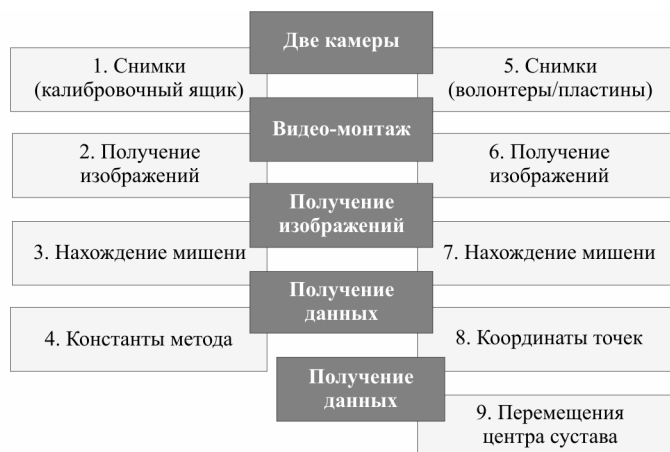 Две камеры
1. Снимки
(калибровочный ящик)
5. Снимки
(волонтеры/пластины)
Видео-монтаж
2. Получение
изображений
6. Получение
изображений
Получение
изображений
3. Нахождение мишени
7. Нахождение мишени
Получение
данных
4. Константы метода
8. Координаты точек
Получение
данных
9. Перемещения
центра сустава